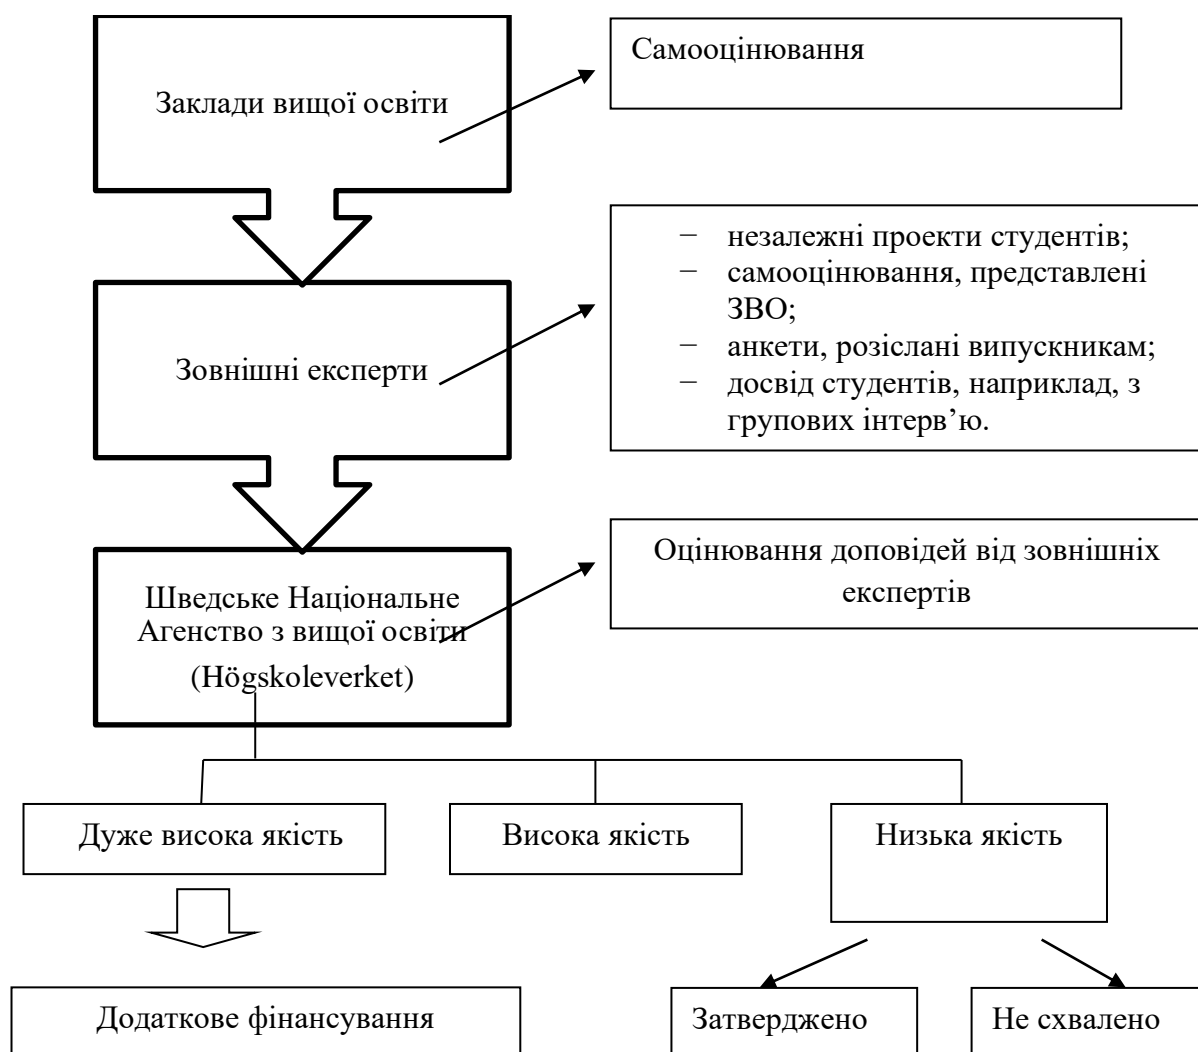 Заклади вищої освіти
Самооцінювання
Зовнішні експерти
− незалежні проекти студентів;
− самооцінювання, представлені
ЗВО;
− анкети, розіслані випускникам;
− досвід студентів, наприклад, з
групових інтерв’ю.
Шведське Національне
Агенство з вищої освіти
(Högskoleverket)
Оцінювання доповідей від зовнішніх
експертів
Дуже висока якість
Висока якість
Низька якість
Додаткове фінансування
Затверджено
Не схвалено